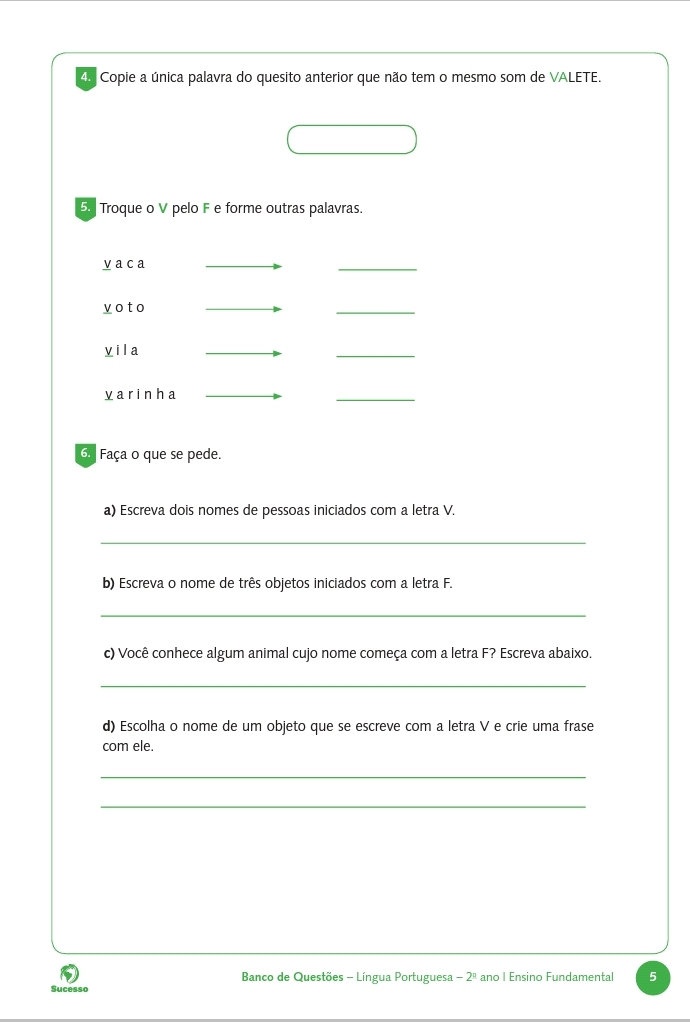 4. Copie a única palavra do quesito anterior que não tem o mesmo som de VALETE.
5. Troque o V pelo F e forme outras palavras.
vaca
voto
vila
varinha
6. Faça o que se pede.
a) Escreva dois nomes de pessoas iniciados com a letra V.
b) Escreva o nome de três objetos iniciados com a letra F.
c) Você conhece algum animal cujo nome começa com a letra F? Escreva abaixo.
d) Escolha o nome de um objeto que se escreve com a letra V e crie uma frase
com ele.
Sucesso
Banco de Questões – Língua Portuguesa – 2º ano I Ensino Fundamental
5